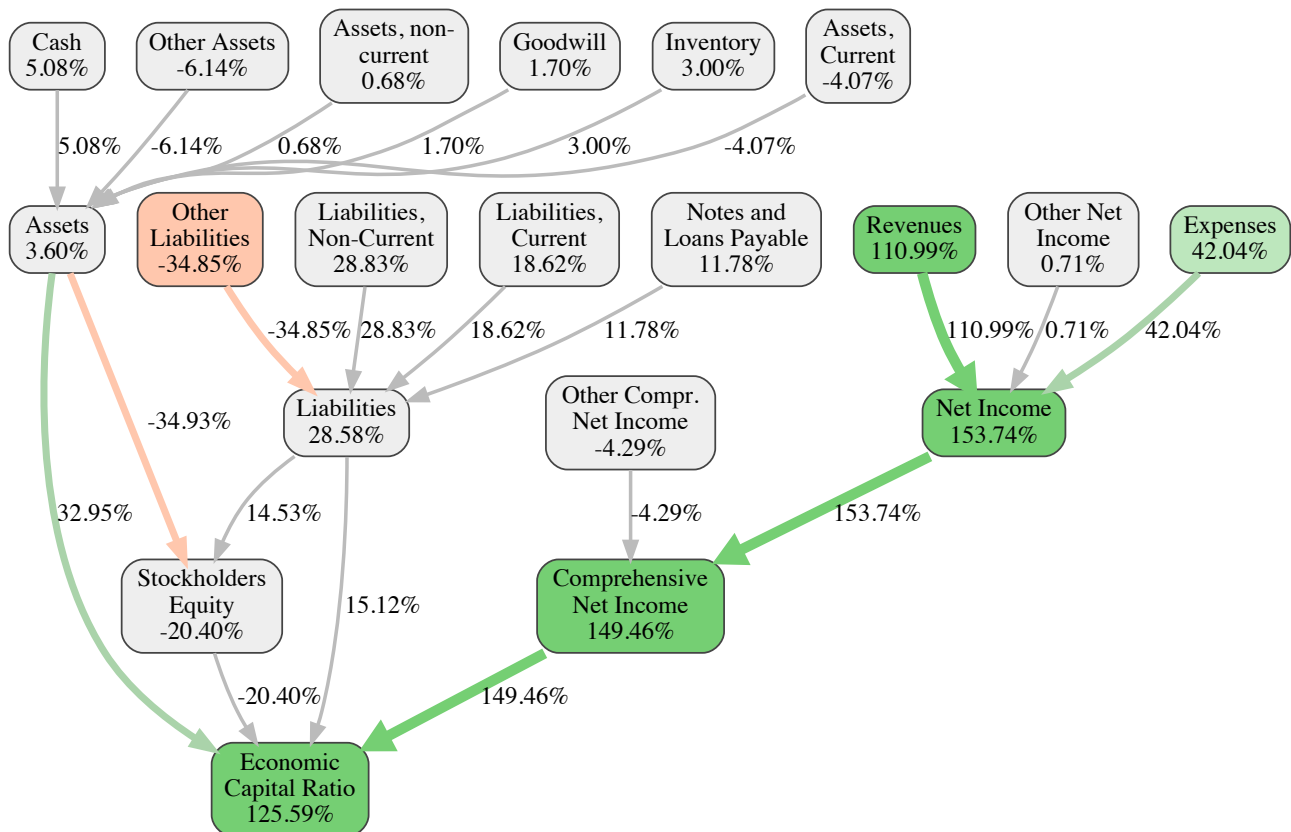 Cash
5.08%
Other Assets
-6.14%
Assets, non-
current
0.68%
Goodwill
1.70%
Inventory
3.00%
Assets,
Current
-4.07%
5.08%
-6.14%
0.68%
1.70%
3.00%
-4.07%
Assets
3.60%
Other
Liabilities
-34.85%
Liabilities,
Non-Current
28.83%
Liabilities,
Current
18.62%
Notes and
Loans Payable
11.78%
Revenues
110.99%
Other Net
Income
0.71%
Expenses
42.04%
-34.85%
28.83%
18.62%
11.78%
110.99%
0.71%
42.04%
-34.93%
Liabilities
28.58%
Other Compr.
Net Income
-4.29%
Net Income
153.74%
32.95%
14.53%
-4.29%
153.74%
Stockholders
Equity
-20.40%
15.12%
Comprehensive
Net Income
149.46%
-20.40%
149.46%
Economic
Capital Ratio
125.59%